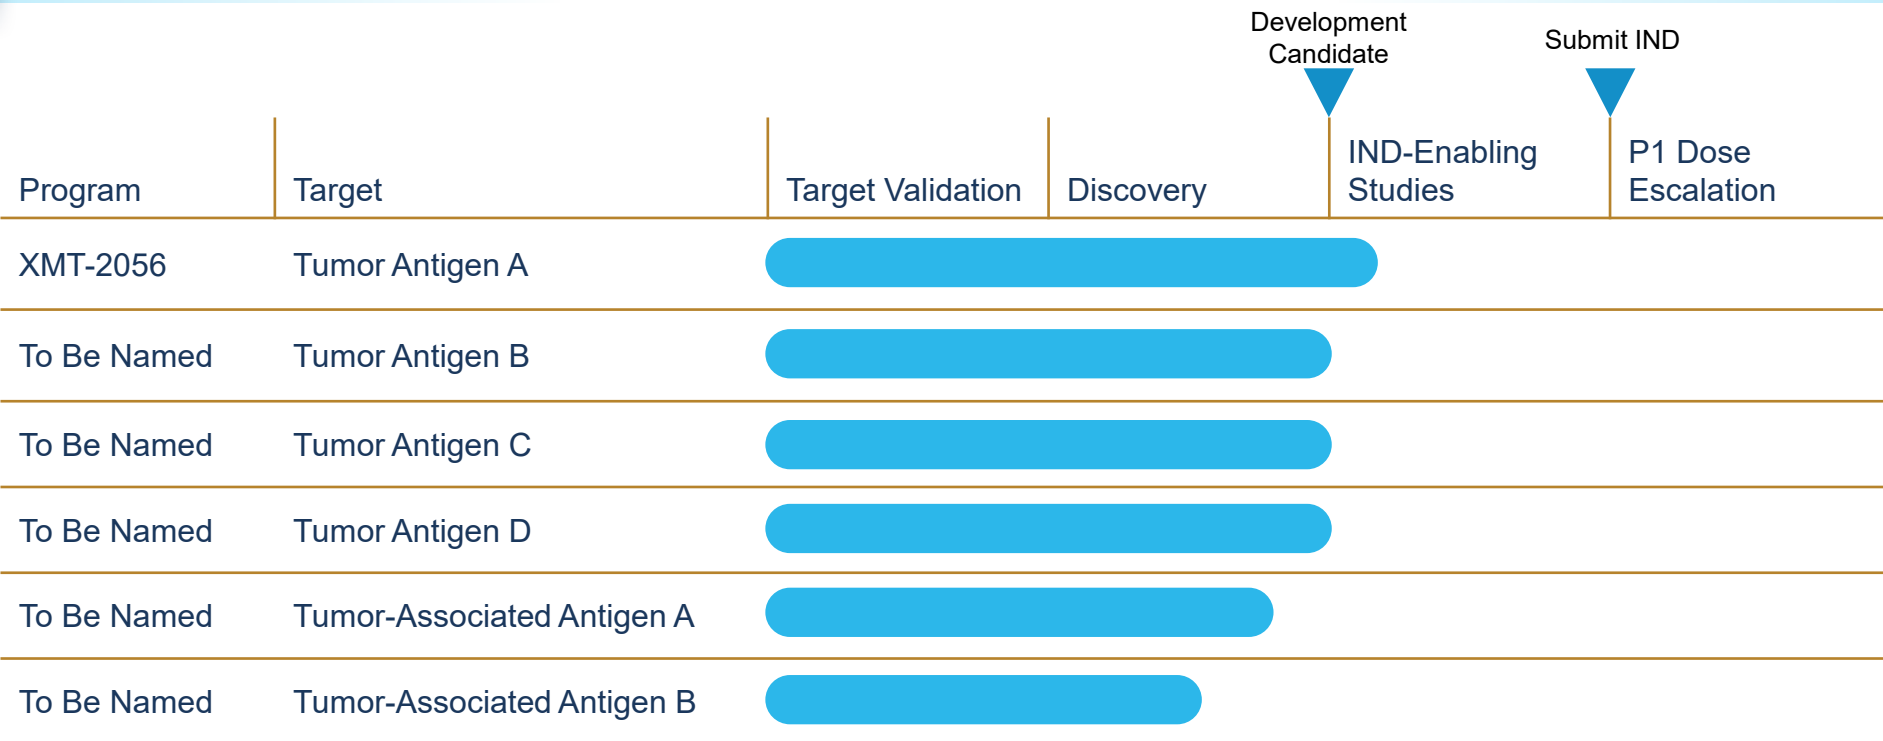 Development
Candidate
Submit IND
Program
Target
Target Validation
Discovery
IND-Enabling
Studies
P1 Dose
Escalation
XMT-2056
Tumor Antigen A
To Be Named
Tumor Antigen B
To Be Named
Tumor Antigen C
To Be Named
Tumor Antigen D
To Be Named
Tumor-Associated Antigen A
To Be Named
Tumor-Associated Antigen B